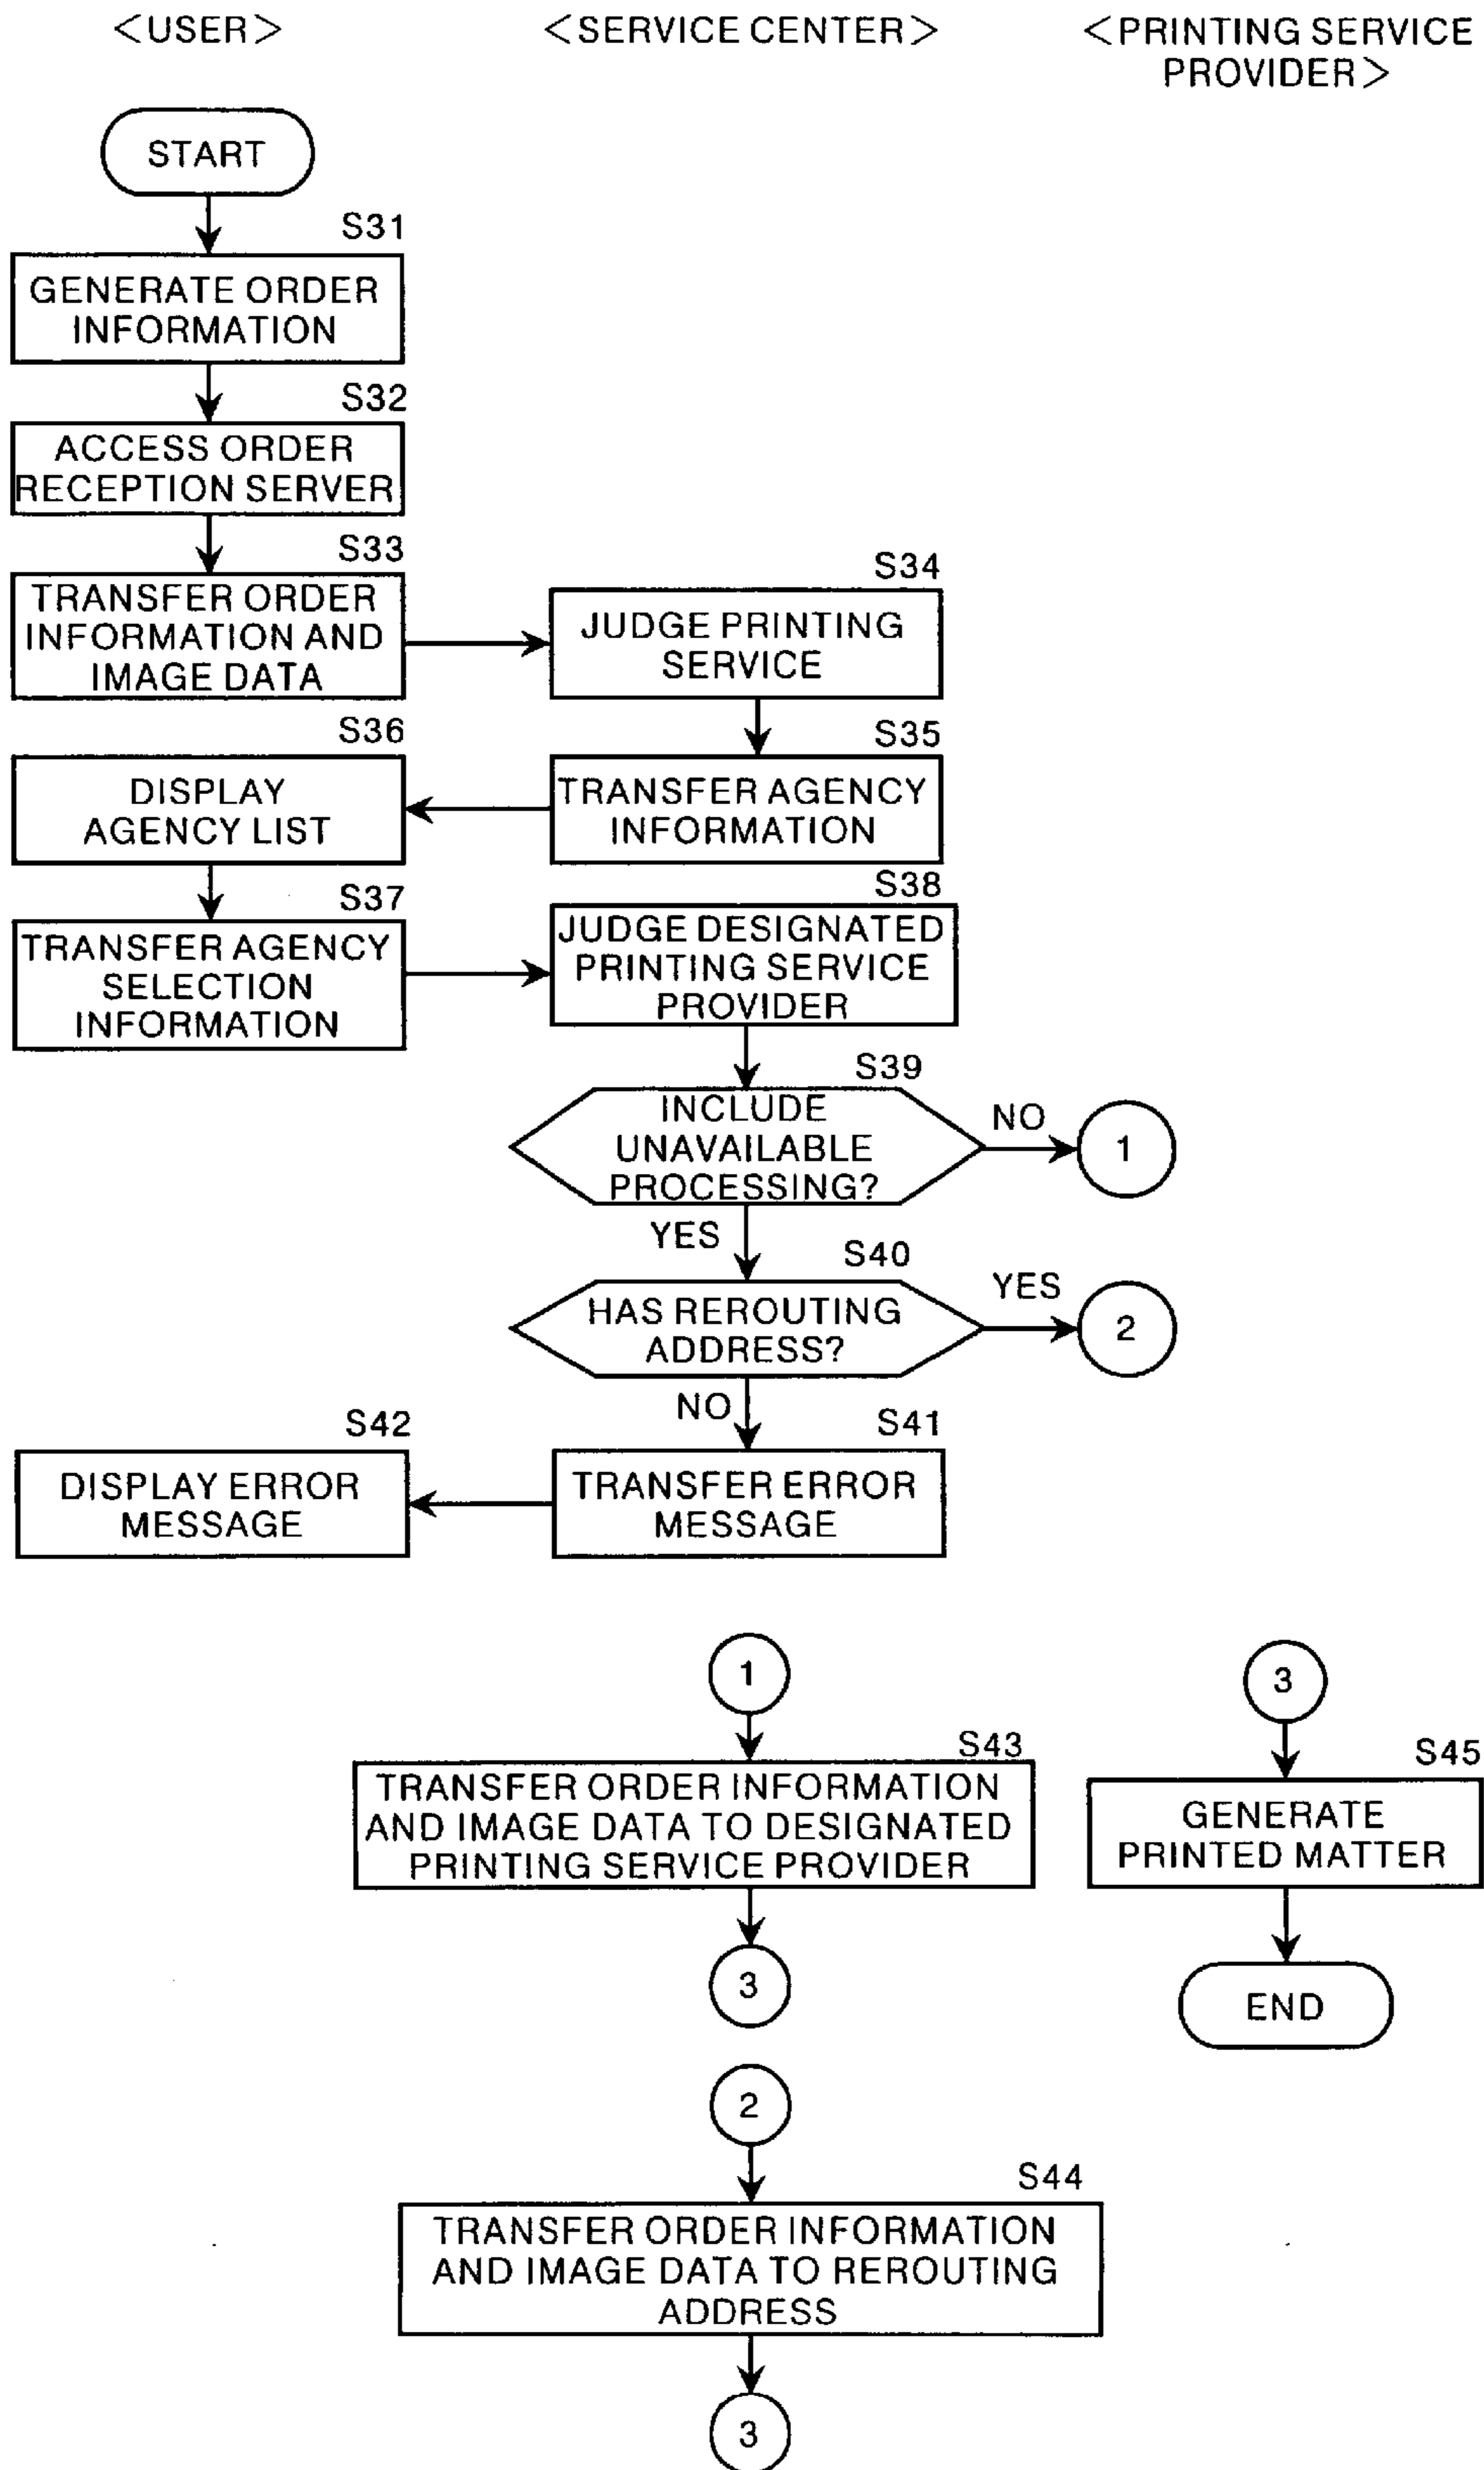 <USER>
<SERVICE CENTER>
<PRINTING SERVICE
PROVIDER>
START
S31
GENERATE ORDER
INFORMATION
S32
ACCESS ORDER
RECEPTION SERVER
S33
TRANSFER ORDER
INFORMATION AND
IMAGE DATA
S34
JUDGE PRINTING
SERVICE
S35
TRANSFER AGENCY
INFORMATION
S36
DISPLAY
AGENCY LIST
S37
TRANSFER AGENCY
SELECTION
INFORMATION
S38
JUDGE DESIGNATED
PRINTING SERVICE
PROVIDER
S39
INCLUDE
UNAVAILABLE
PROCESSING?
NO
1
YES
S40
HAS REROUTING
ADDRESS?
YES
2
NO
S41
TRANSFER ERROR
MESSAGE
S42
DISPLAY ERROR
MESSAGE
1
S43
TRANSFER ORDER INFORMATION
AND IMAGE DATA TO DESIGNATED
PRINTING SERVICE PROVIDER
3
3
S45
GENERATE
PRINTED MATTER
END
2
S44
TRANSFER ORDER INFORMATION
AND IMAGE DATA TO REROUTING
ADDRESS
3